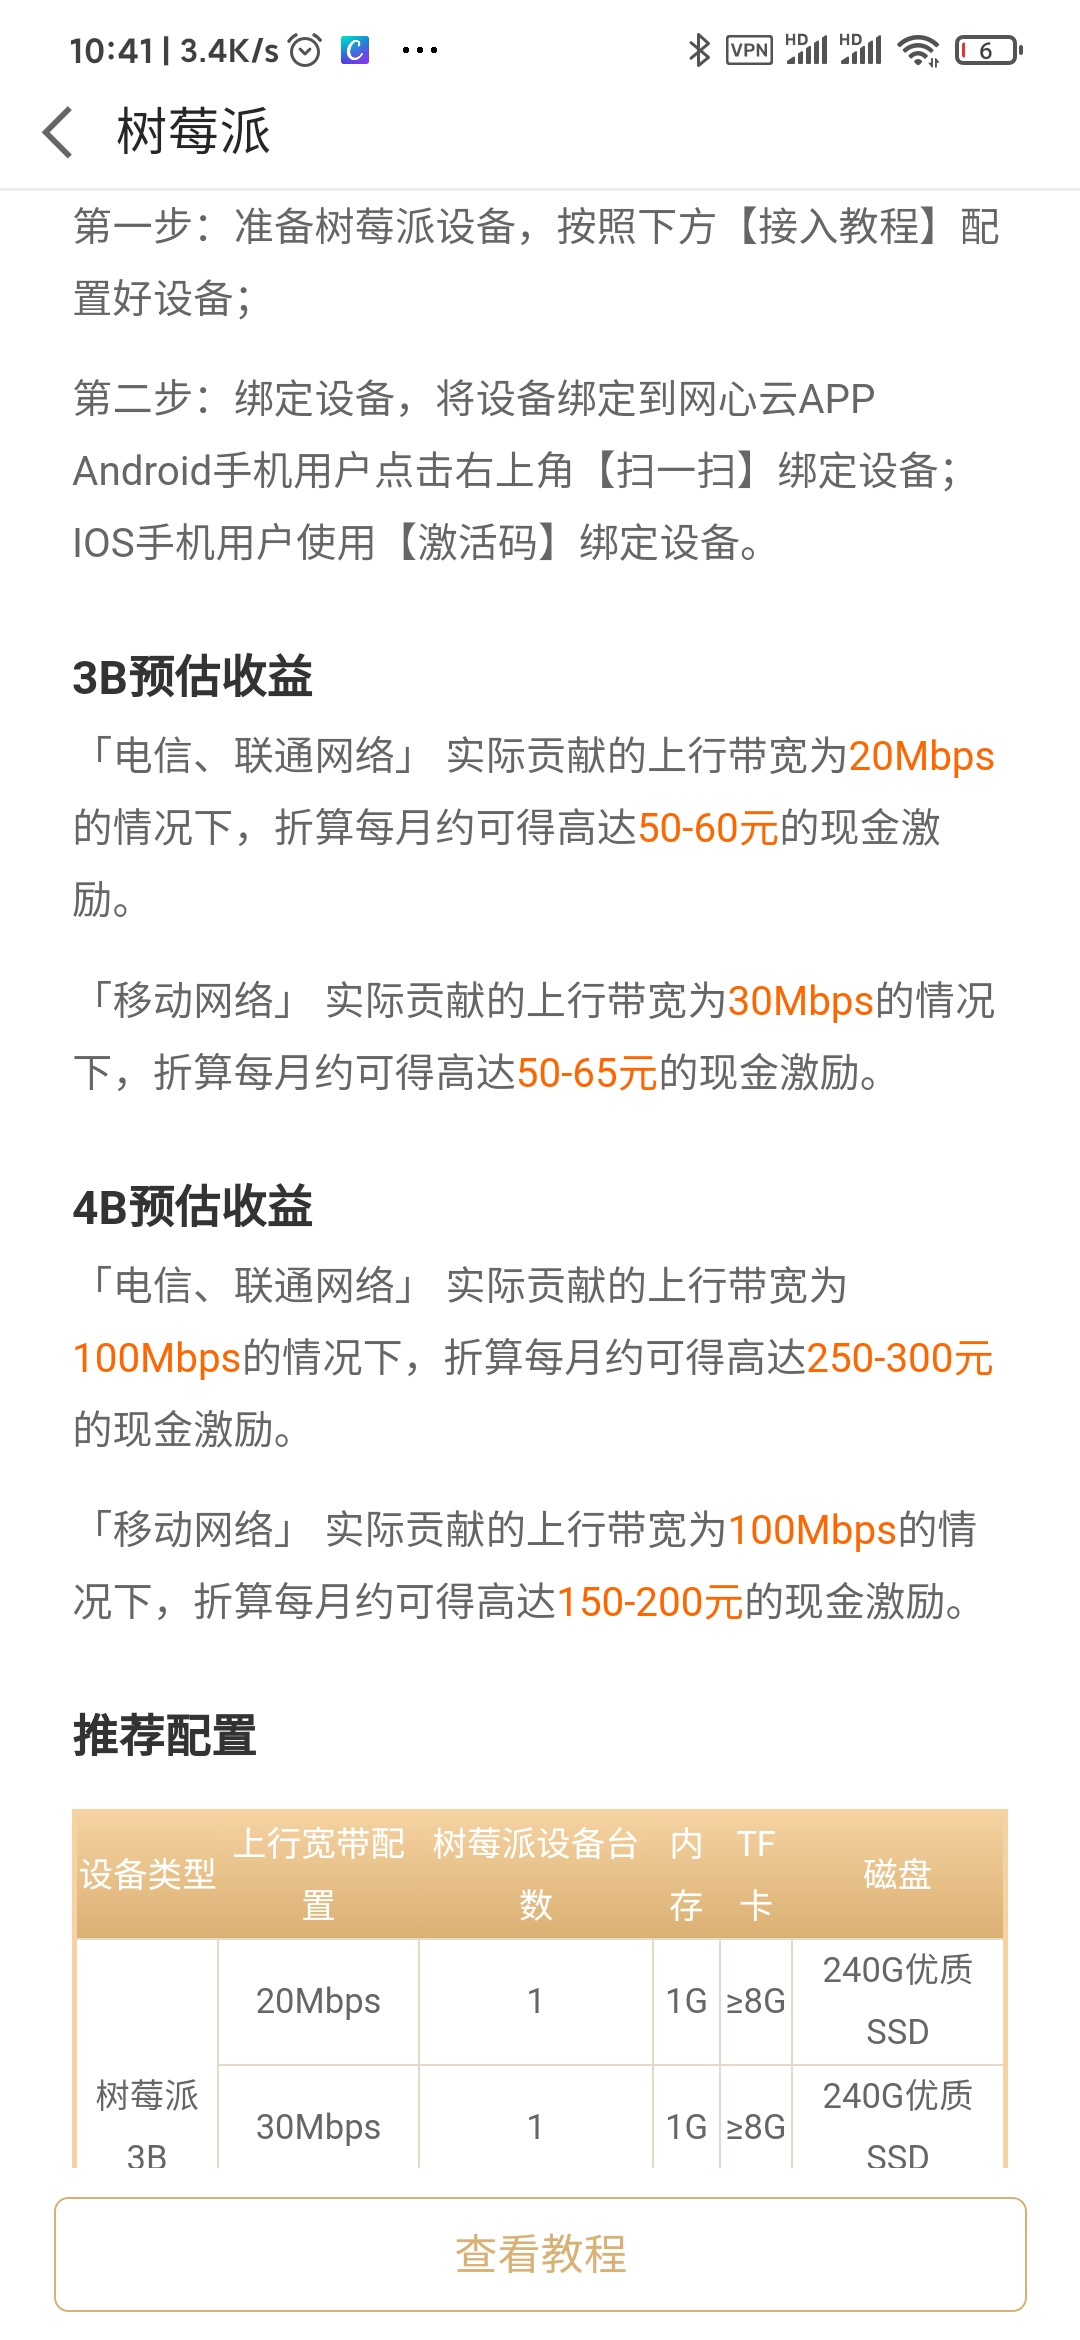 10:41 | 3.4K/s
VPN HD HD 6
树莓派
第一步：准备树莓派设备，按照下方【接入教程】配
置好设备；
第二步：绑定设备，将设备绑定到网心云APP
Android手机用户点击右上角【扫一扫】绑定设备；
IOS手机用户使用【激活码】绑定设备。
3B预估收益
「电信、联通网络」 实际贡献的上行带宽为20Mbps
的情况下，折算每月约可得高达50-60元的现金激
励。
「移动网络」 实际贡献的上行带宽为30Mbps的情况
下，折算每月约可得高达50-65元的现金激励。
4B预估收益
「电信、联通网络」 实际贡献的上行带宽为
100Mbps的情况下，折算每月约可得高达250-300元
的现金激励。
「移动网络」 实际贡献的上行带宽为100Mbps的情
况下，折算每月约可得高达150-200元的现金激励。
推荐配置
设备类型 上行宽带配置 树莓派设备台数 内存 TF卡 磁盘
树莓派3B 20Mbps 1 1G ≥8G 240G优质SSD
30Mbps 1 1G ≥8G 240G优质SSD
查看教程